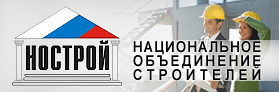 НОСТРОЙ
НАЦИОНАЛЬНОЕ
ОБЪЕДИНЕНИЕ
СТРОИТЕЛЕЙ